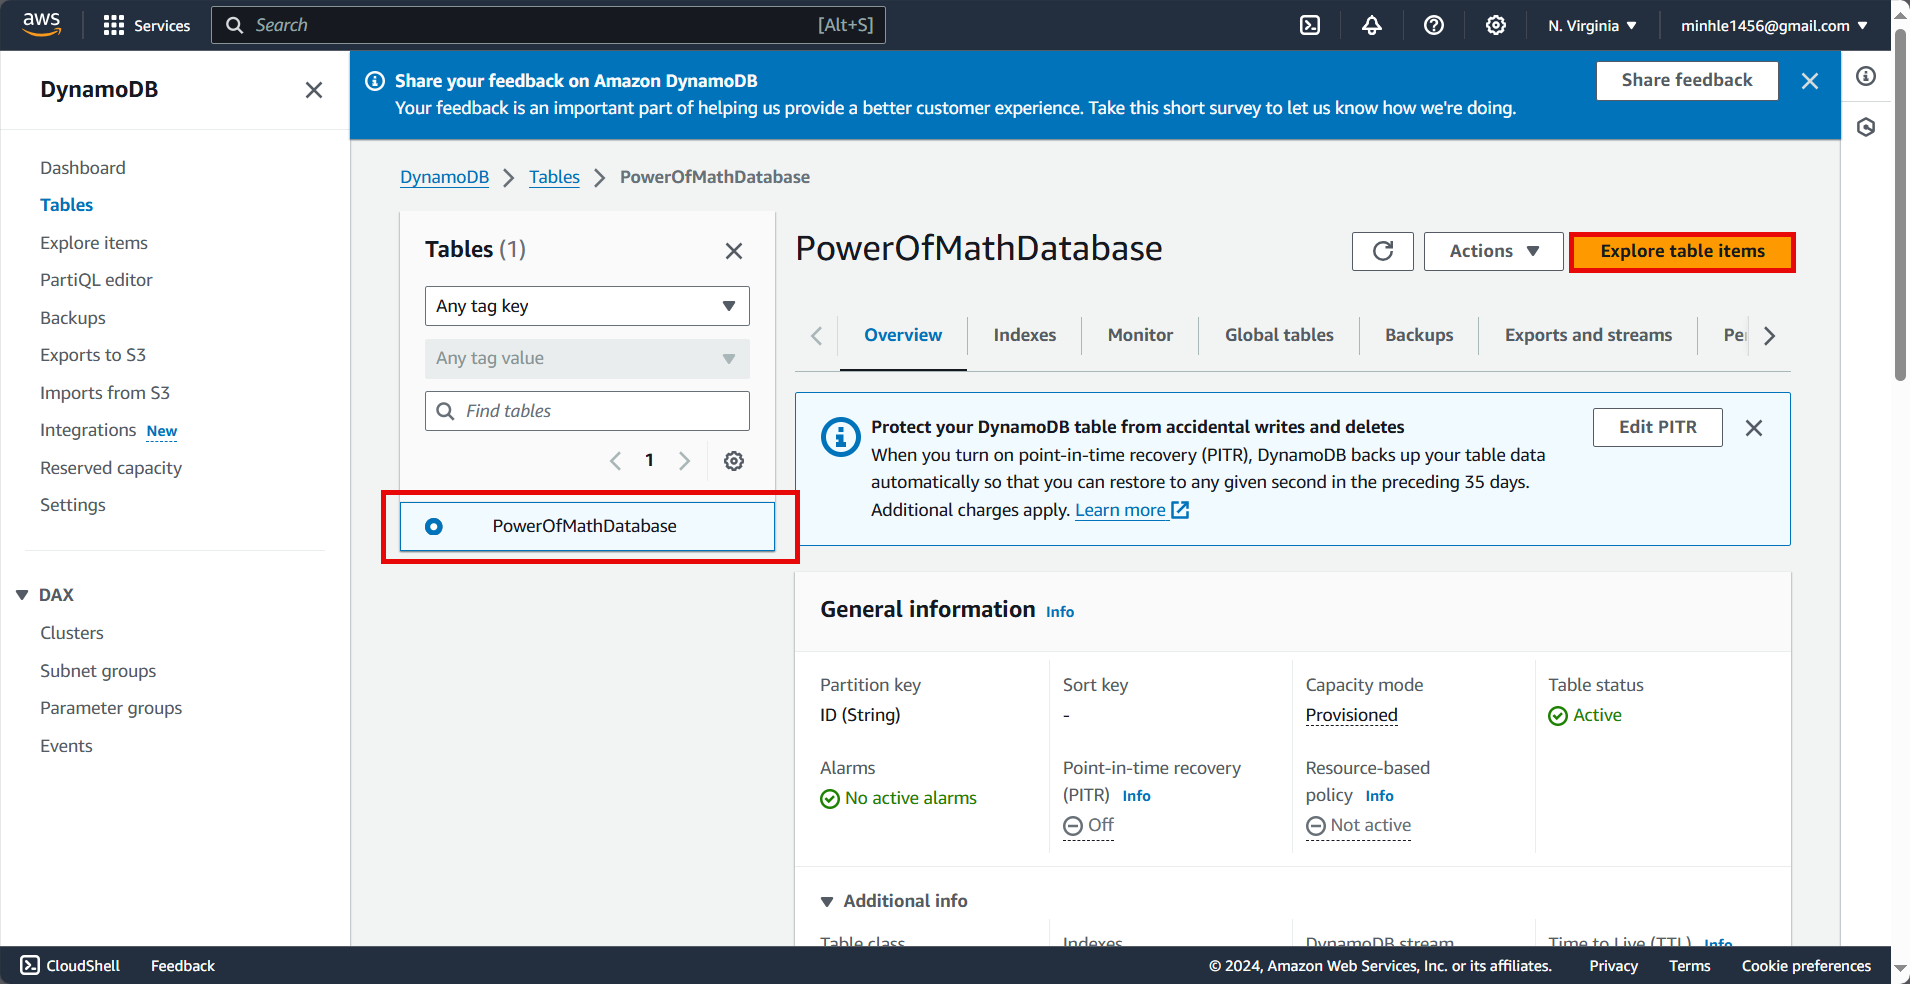 aws
Services
Search
[Alt+S]
N. Virginia
minhle1456@gmail.com
DynamoDB
Dashboard
Tables
Explore items
PartiQL editor
Backups
Exports to S3
Imports from S3
Integrations New
Reserved capacity
Settings
DAX
Clusters
Subnet groups
Parameter groups
Events
Share your feedback on Amazon DynamoDB
Your feedback is an important part of helping us provide a better customer experience. Take this short survey to let us know how we're doing.
Share feedback
DynamoDB
Tables
PowerOfMathDatabase
Tables (1)
Any tag key
Any tag value
Find tables
1
PowerOfMathDatabase
PowerOfMathDatabase
Actions
Explore table items
Overview
Indexes
Monitor
Global tables
Backups
Exports and streams
Protect your DynamoDB table from accidental writes and deletes
When you turn on point-in-time recovery (PITR), DynamoDB backs up your table data
automatically so that you can restore to any given second in the preceding 35 days.
Additional charges apply. Learn more
Edit PITR
General information Info
Partition key
ID (String)
Sort key
-
Capacity mode
Provisioned
Table status
Active
Alarms
No active alarms
Point-in-time recovery
(PITR) Info
Off
Resource-based
policy Info
Not active
Additional info
Table class
Indexes
DynamoDB stream
Time to Live (TTL) Info
CloudShell
Feedback
© 2024, Amazon Web Services, Inc. or its affiliates.
Privacy
Terms
Cookie preferences